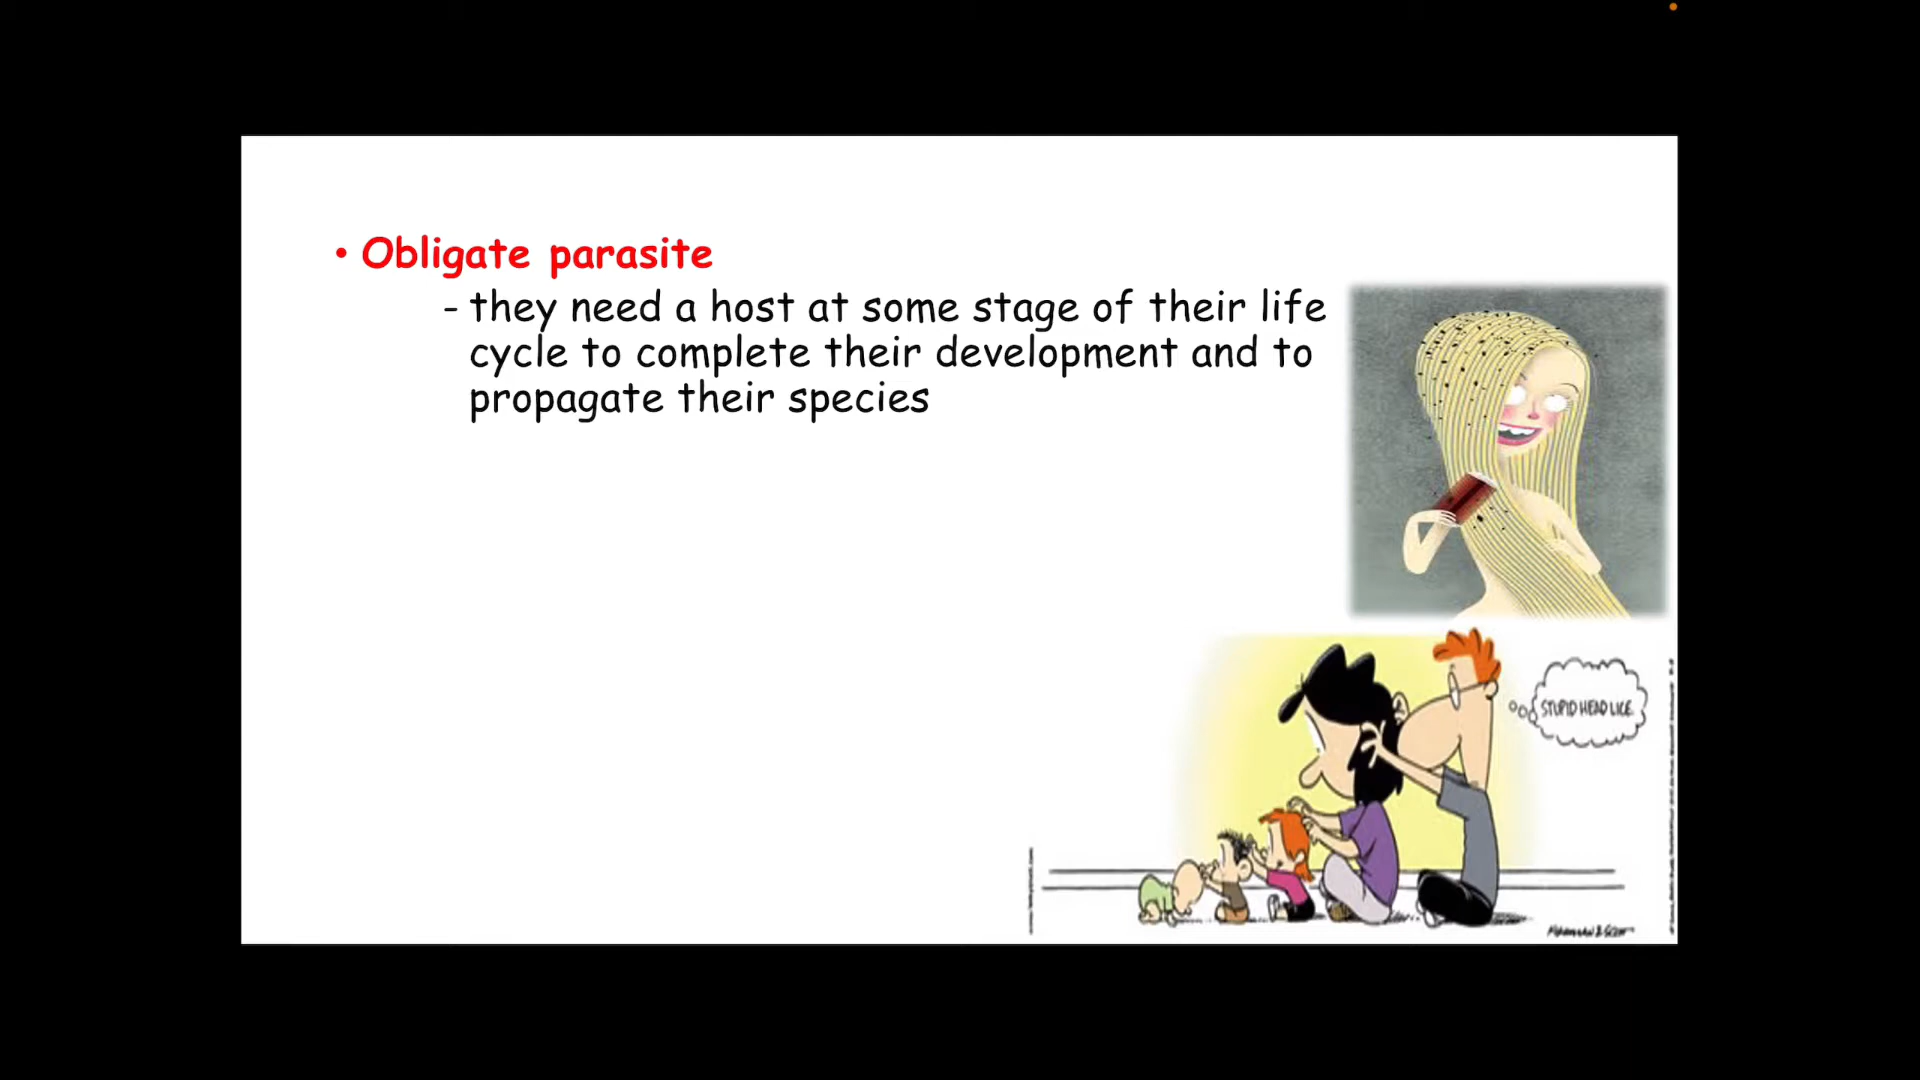 • Obligate parasite
- they need a host at some stage of their life
cycle to complete their development and to
propagate their species
STUPID HEAD LICE.